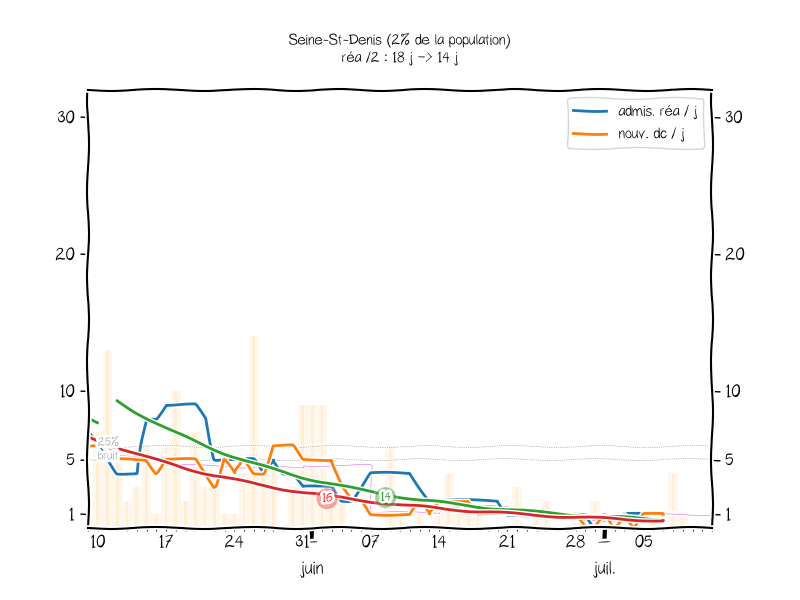 Seine-St-Denis (2% de la population)
réa /2 : 18 j -> 14 j
30 30
admis. réa / j
nouv. dc / j
20 20
10 10
25%
bruit
5 5
16 14
1 1
10 17 24 31 07 14 21 28 05
juin juil.